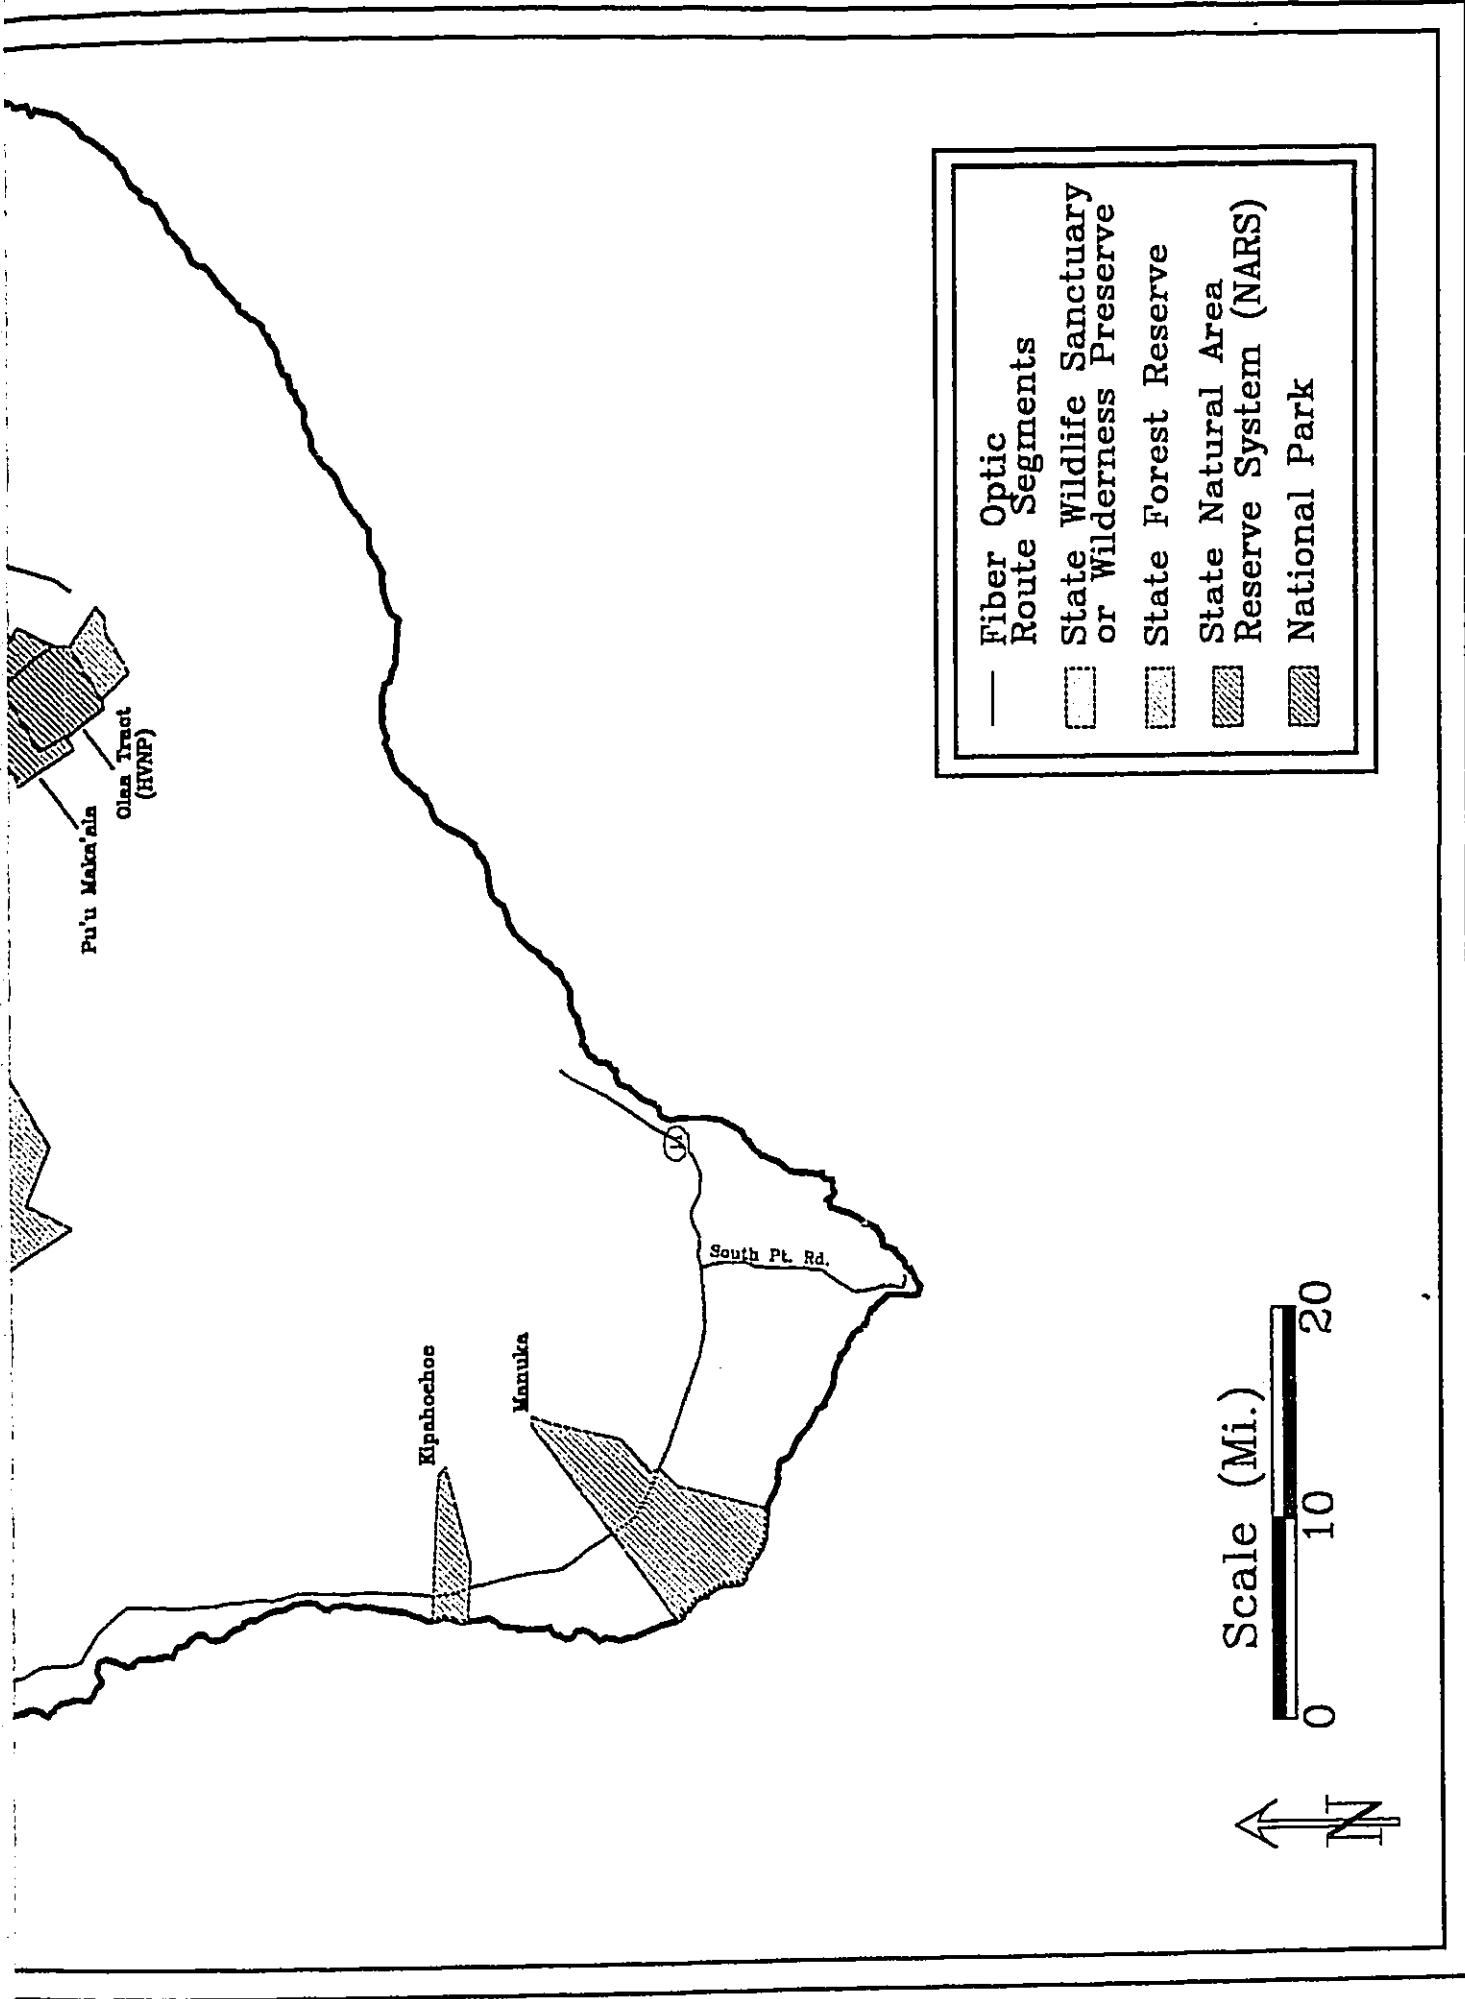 Pu'u Maka'ala
Olaa Tract
(HVNP)
Kipahoehoe
Manuka
South Pt. Rd.
11
Fiber Optic
Route Segments
State Wildlife Sanctuary
or Wilderness Preserve
State Forest Reserve
State Natural Area
Reserve System (NARS)
National Park
Scale (Mi.)
0 10 20
N